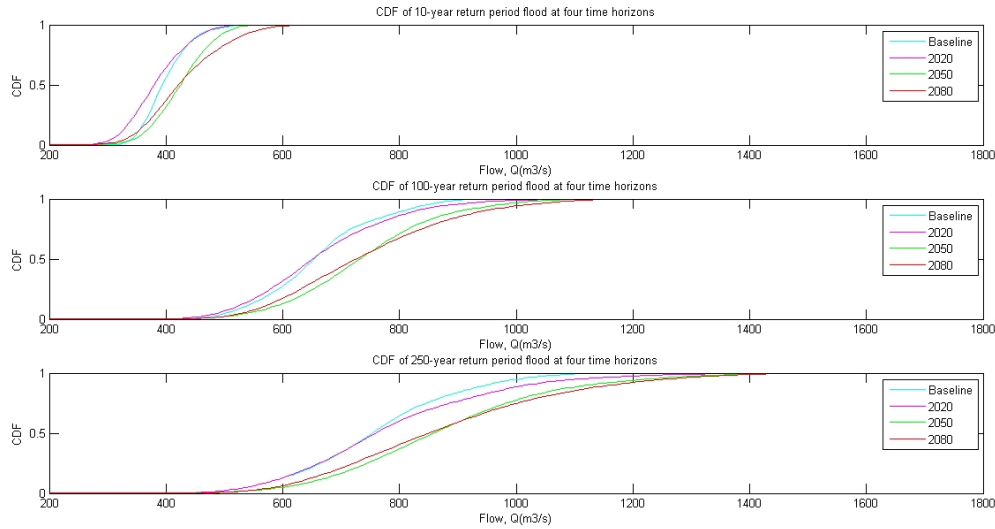 CDF of 10-year return period flood at four time horizons
1
0.5
0
CDF
200 400 600 800 1000 1200 1400 1600 1800
Flow, Q(m3/s)
Baseline
2020
2050
2080
CDF of 100-year return period flood at four time horizons
1
0.5
0
CDF
200 400 600 800 1000 1200 1400 1600 1800
Flow, Q(m3/s)
Baseline
2020
2050
2080
CDF of 250-year return period flood at four time horizons
1
0.5
0
CDF
200 400 600 800 1000 1200 1400 1600 1800
Flow, Q(m3/s)
Baseline
2020
2050
2080